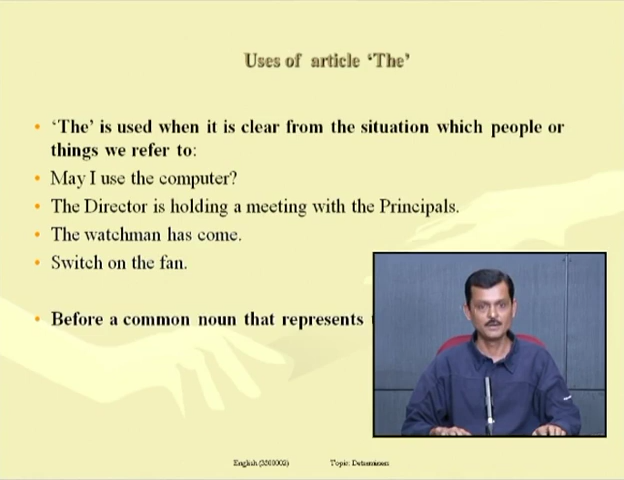 Uses of article ‘The’
• ‘The’ is used when it is clear from the situation which people or
things we refer to:
• May I use the computer?
• The Director is holding a meeting with the Principals.
• The watchman has come.
• Switch on the fan.
• Before a common noun that represents
English (3300002) Topic: Determiners